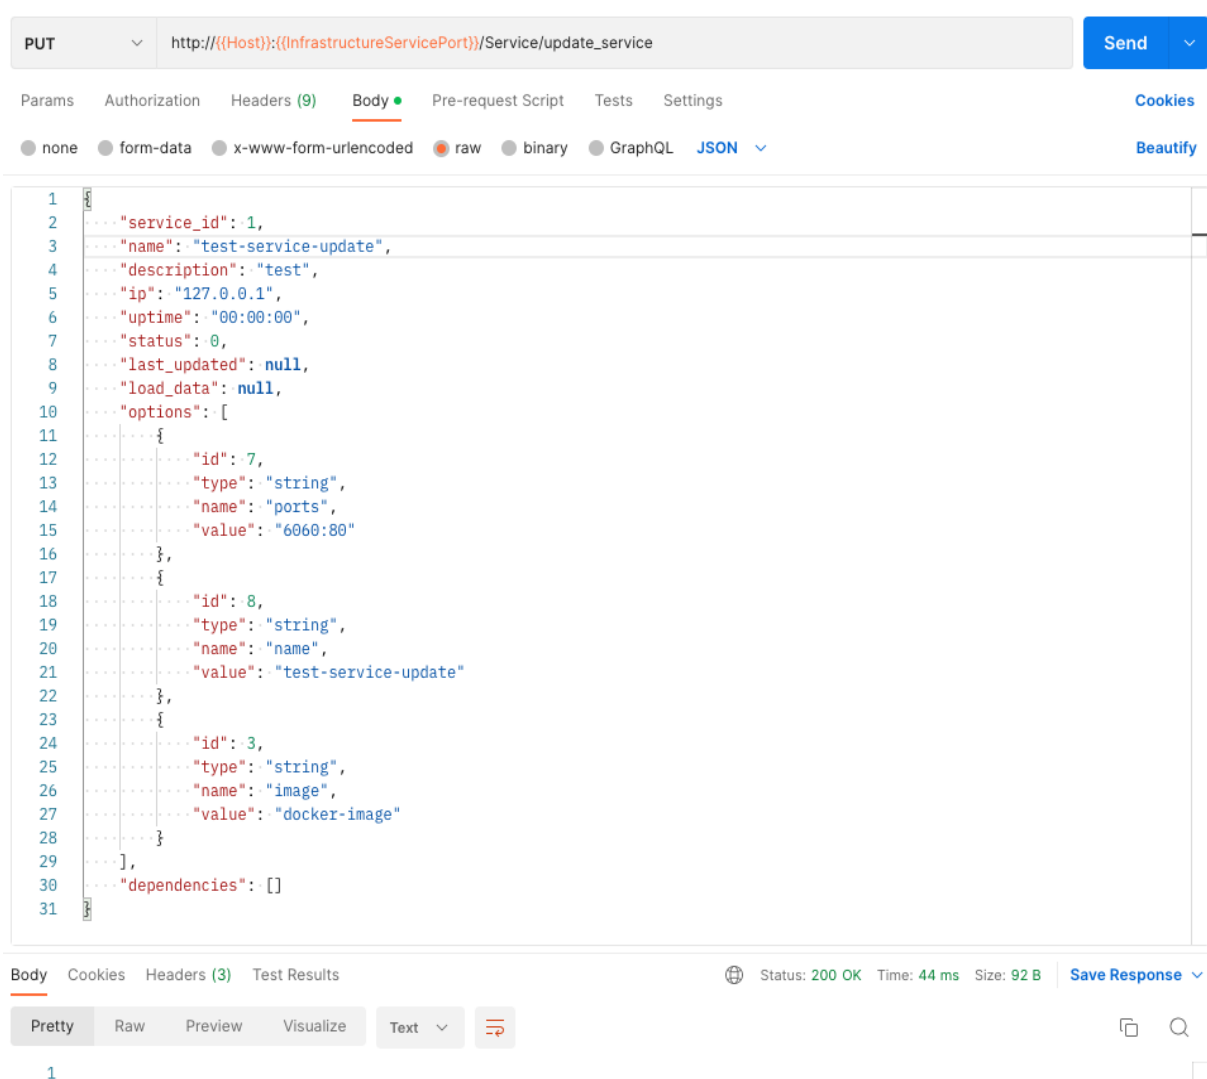 PUT http://{{Host}}:{{InfrastructureServicePort}}/Service/update_service Send
Params Authorization Headers (9) Body Pre-request Script Tests Settings Cookies
none form-data x-www-form-urlencoded raw binary GraphQL JSON Beautify
1 {
2 "service_id": 1,
3 "name": "test-service-update",
4 "description": "test",
5 "ip": "127.0.0.1",
6 "uptime": "00:00:00",
7 "status": 0,
8 "last_updated": null,
9 "load_data": null,
10 "options": [
11 {
12 "id": 7,
13 "type": "string",
14 "name": "ports",
15 "value": "6060:80"
16 },
17 {
18 "id": 8,
19 "type": "string",
20 "name": "name",
21 "value": "test-service-update"
22 },
23 {
24 "id": 3,
25 "type": "string",
26 "name": "image",
27 "value": "docker-image"
28 }
29 ],
30 "dependencies": []
31 }
Body Cookies Headers (3) Test Results Status: 200 OK Time: 44 ms Size: 92 B Save Response
Pretty Raw Preview Visualize Text
1